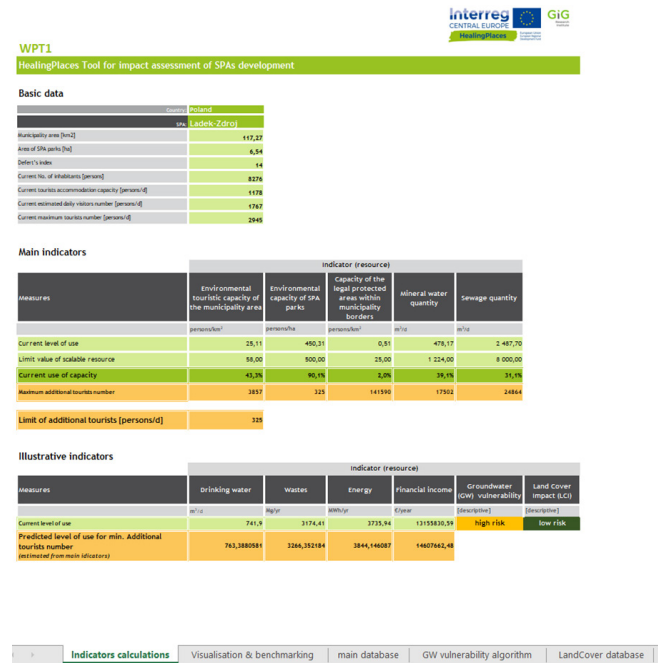 Interreg
CENTRAL EUROPE
HealingPlaces
GiG
WPT1
HealingPlaces Tool for impact assessment of SPAs development
Basic data
Country: Poland
SPA: Ladek-Zdroj
Municipality area [km2] 117,27
Area of SPA parks [ha] 6,54
Defert's index 14
Current No. of inhabitants [persons] 8276
Current tourists accommodation capacity [persons/d] 1178
Current estimated daily visitors number [persons/d] 1767
Current maximum tourists number [persons/d] 2945
Main indicators
Indicator (resource)
Measures
Environmental touristic capacity of the municipality area
Environmental capacity of SPA parks
Capacity of the legal protected areas within municipality borders
Mineral water quantity
Sewage quantity
persons/km² persons/ha persons/km² m³/d m³/d
Current level of use 25,11 450,31 0,51 478,17 2 487,70
Limit value of scalable resource 58,00 500,00 25,00 1 224,00 8 000,00
Current use of capacity 43,3% 90,1% 2,0% 39,1% 31,1%
Maximum additional tourists number 3857 325 141590 17502 24864
Limit of additional tourists [persons/d] 325
Illustrative indicators
Indicator (resource)
Measures
Drinking water
Wastes
Energy
Financial income
Groundwater (GW) vulnerability
Land Cover Impact (LCI)
m³/d Mg/yr MWh/yr €/year [descriptive] [descriptive]
Current level of use 741,9 3174,41 3735,94 13155830,59 high risk low risk
Predicted level of use for min. Additional
tourists number 763,3880581 3266,352184 3844,146087 14607662,48
(estimated from main idicators)
Indicators calculations Visualisation & benchmarking main database GW vulnerability algorithm LandCover database